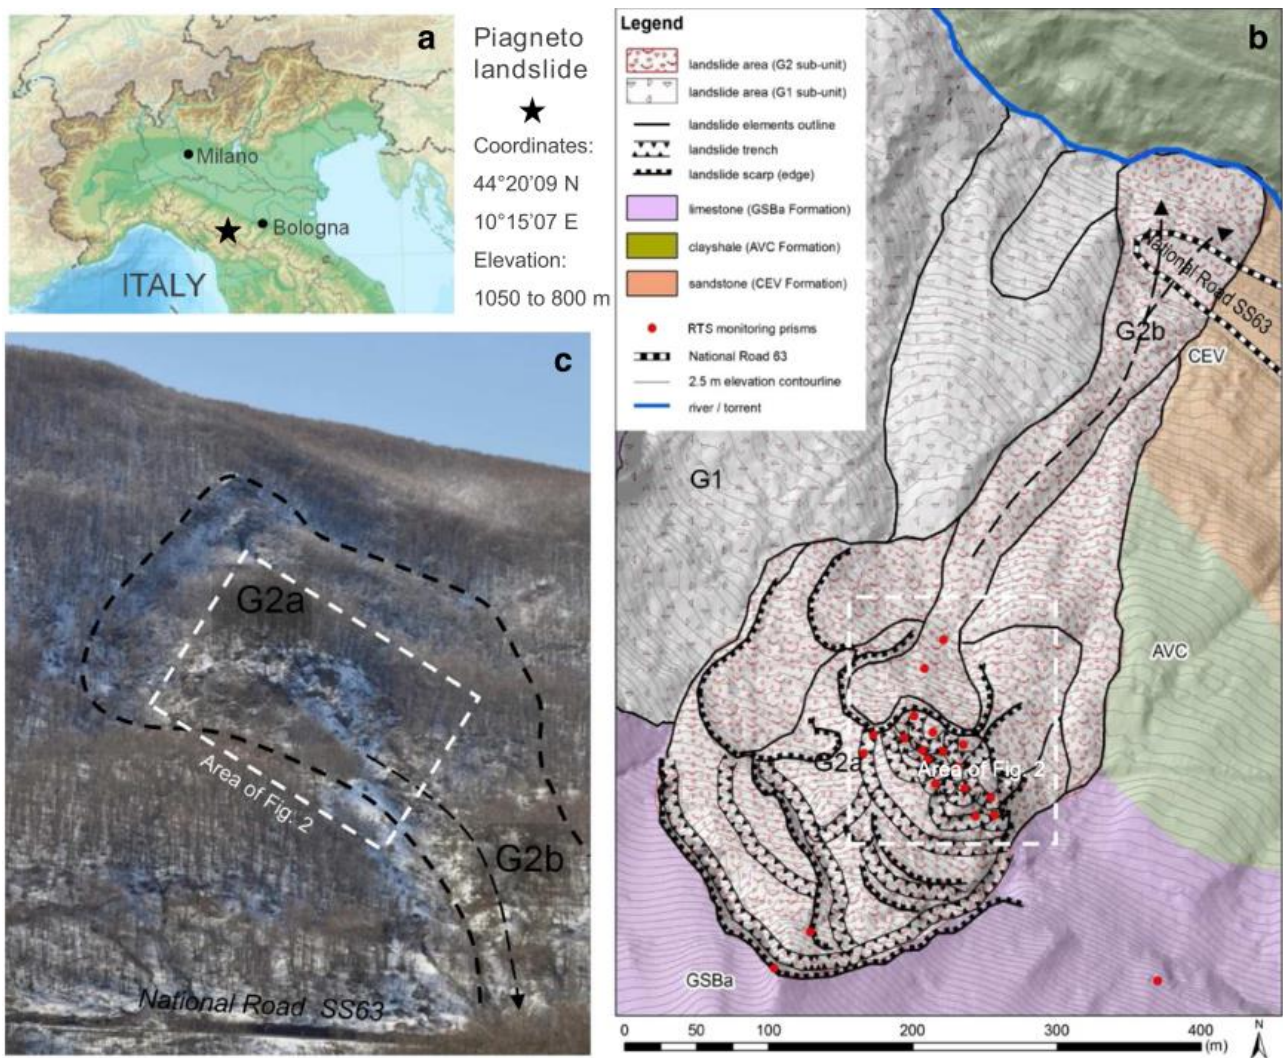 a
Piagneto
landslide
Coordinates:
44°20'09 N
10°15'07 E
Elevation:
1050 to 800 m
Milano
Bologna
ITALY
b
Legend
landslide area (G2 sub-unit)
landslide area (G1 sub-unit)
landslide elements outline
landslide trench
landslide scarp (edge)
limestone (GSBa Formation)
clayshale (AVC Formation)
sandstone (CEV Formation)
RTS monitoring prisms
National Road 63
2.5 m elevation contourline
river / torrent
National Road SS63
G2b
CEV
G1
AVC
G2a
Area of Fig. 2
GSBa
0 50 100 200 300 400
(m)
N
c
G2a
Area of Fig. 2
G2b
National Road SS63